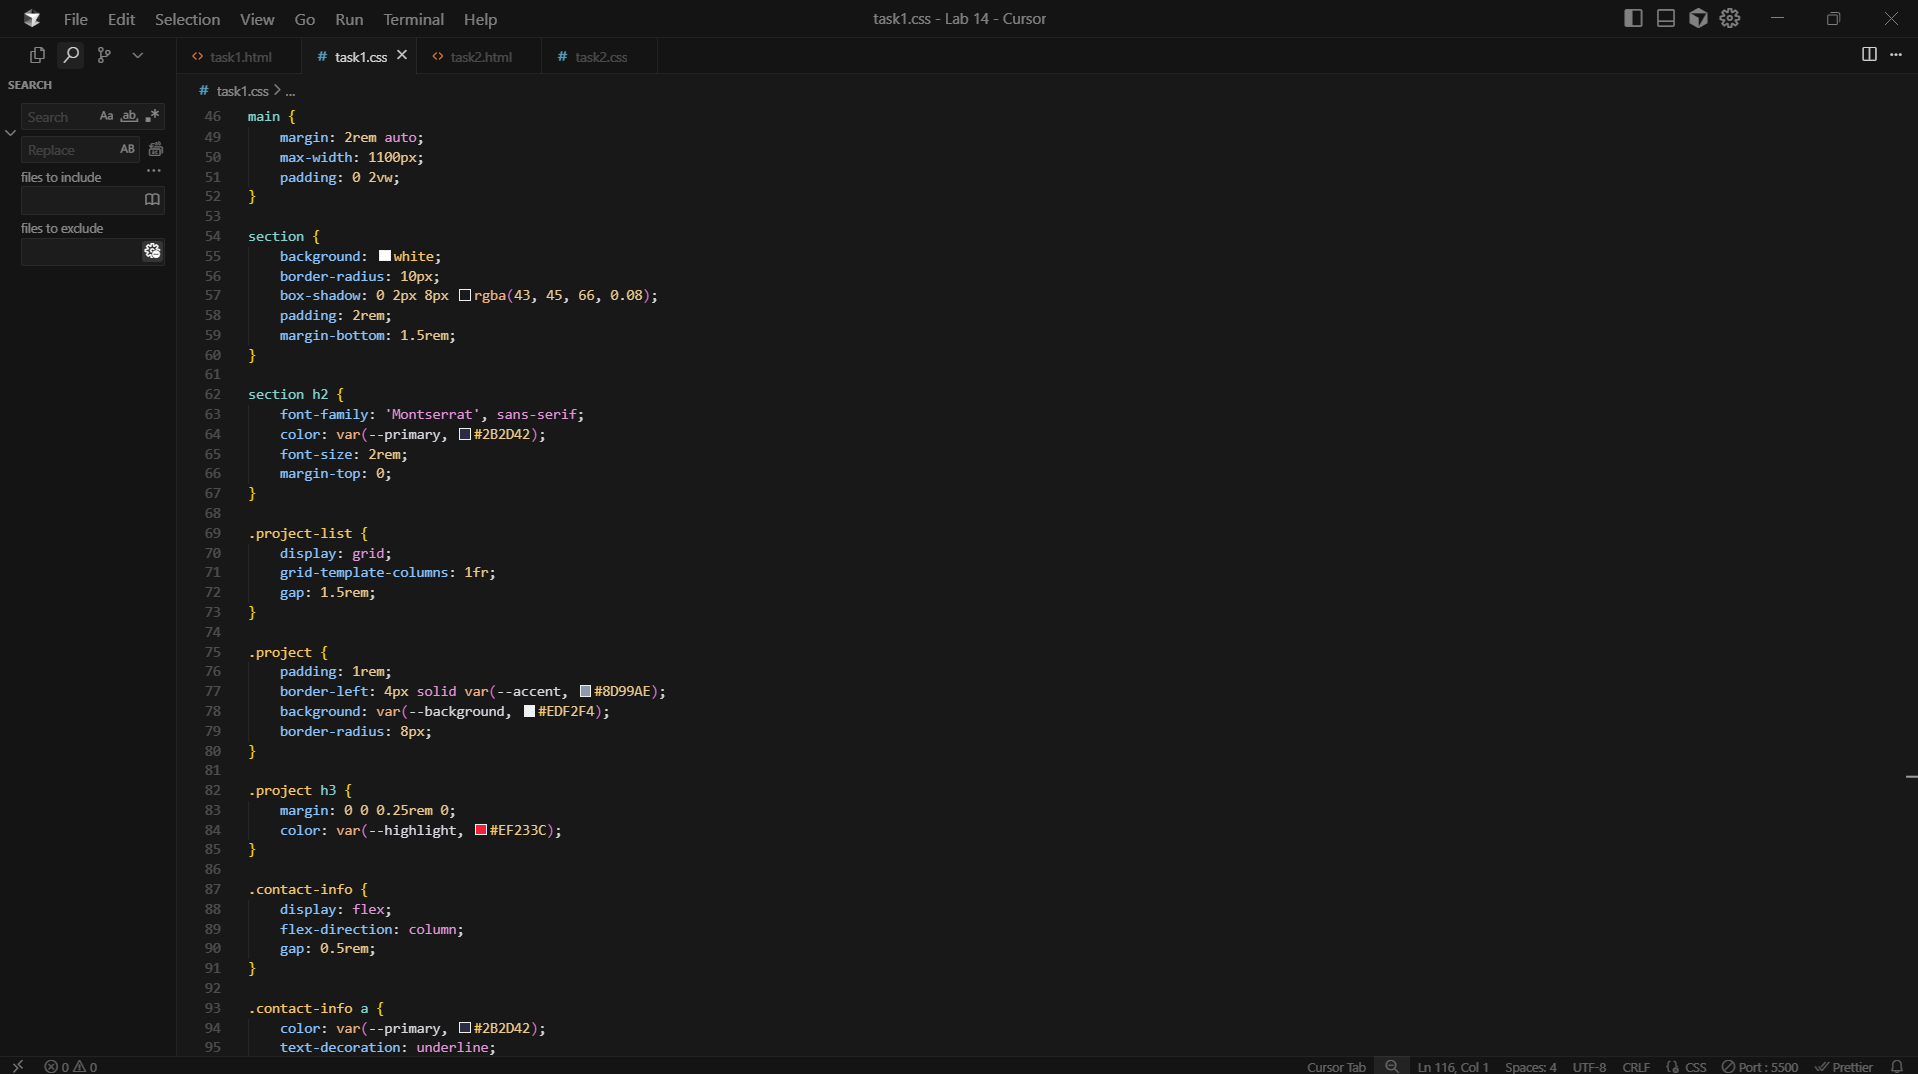 File Edit Selection View Go Run Terminal Help
task1.css - Lab 14 - Cursor
task1.html
# task1.css
task2.html
# task2.css
SEARCH
Search Aa ab
Replace AB
files to include
files to exclude
# task1.css > ...
46 main {
49 margin: 2rem auto;
50 max-width: 1100px;
51 padding: 0 2vw;
52 }
53
54 section {
55 background: white;
56 border-radius: 10px;
57 box-shadow: 0 2px 8px rgba(43, 45, 66, 0.08);
58 padding: 2rem;
59 margin-bottom: 1.5rem;
60 }
61
62 section h2 {
63 font-family: 'Montserrat', sans-serif;
64 color: var(--primary, #2B2D42);
65 font-size: 2rem;
66 margin-top: 0;
67 }
68
69 .project-list {
70 display: grid;
71 grid-template-columns: 1fr;
72 gap: 1.5rem;
73 }
74
75 .project {
76 padding: 1rem;
77 border-left: 4px solid var(--accent, #8D99AE);
78 background: var(--background, #EDF2F4);
79 border-radius: 8px;
80 }
81
82 .project h3 {
83 margin: 0 0 0.25rem 0;
84 color: var(--highlight, #EF233C);
85 }
86
87 .contact-info {
88 display: flex;
89 flex-direction: column;
90 gap: 0.5rem;
91 }
92
93 .contact-info a {
94 color: var(--primary, #2B2D42);
95 text-decoration: underline;
0 0
Cursor Tab Ln 116, Col 1 Spaces: 4 UTF-8 CRLF {} CSS Port : 5500 Prettier